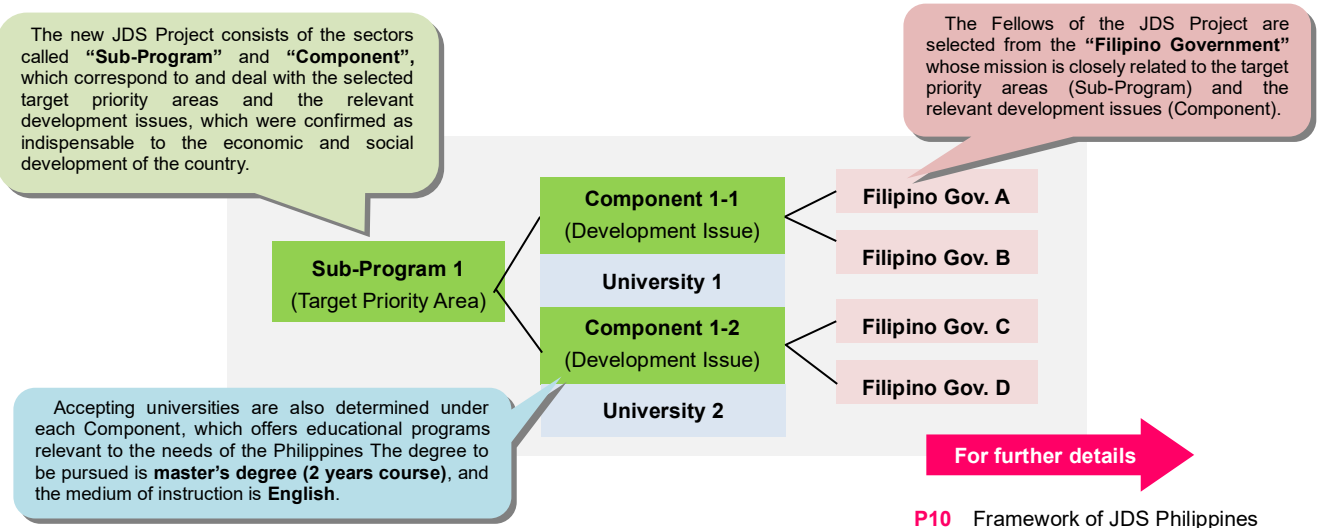 The new JDS Project consists of the sectors
called “Sub-Program” and “Component”,
which correspond to and deal with the selected
target priority areas and the relevant
development issues, which were confirmed as
indispensable to the economic and social
development of the country.
The Fellows of the JDS Project are
selected from the “Filipino Government”
whose mission is closely related to the target
priority areas (Sub-Program) and the
relevant development issues (Component).
Sub-Program 1
(Target Priority Area)
Component 1-1
(Development Issue)
University 1
Component 1-2
(Development Issue)
University 2
Filipino Gov. A
Filipino Gov. B
Filipino Gov. C
Filipino Gov. D
Accepting universities are also determined under
each Component, which offers educational programs
relevant to the needs of the Philippines The degree to
be pursued is master’s degree (2 years course), and
the medium of instruction is English.
For further details
P10 Framework of JDS Philippines